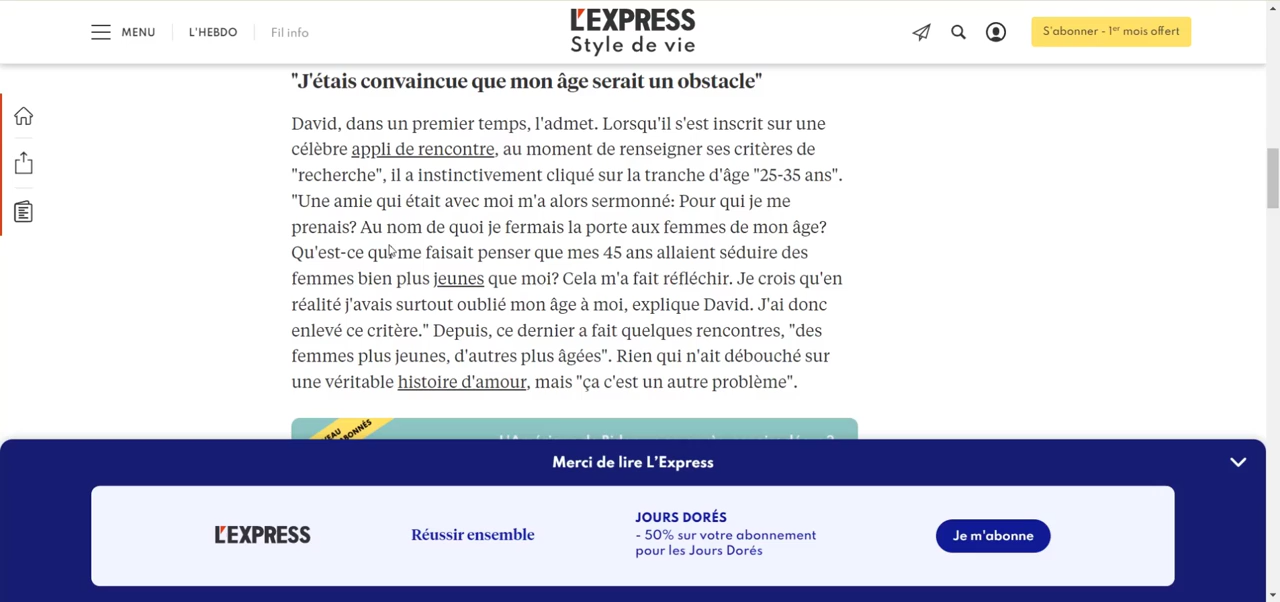 MENU
L'HEBDO
Fil info
L'EXPRESS
Style de vie
S'abonner - 1er mois offert
"J'étais convaincue que mon âge serait un obstacle"
David, dans un premier temps, l'admet. Lorsqu'il s'est inscrit sur une
célèbre appli de rencontre, au moment de renseigner ses critères de
"recherche", il a instinctivement cliqué sur la tranche d'âge "25-35 ans".
"Une amie qui était avec moi m'a alors sermonné: Pour qui je me
prenais? Au nom de quoi je fermais la porte aux femmes de mon âge?
Qu'est-ce qui me faisait penser que mes 45 ans allaient séduire des
femmes bien plus jeunes que moi? Cela m'a fait réfléchir. Je crois qu'en
réalité j'avais surtout oublié mon âge à moi, explique David. J'ai donc
enlevé ce critère." Depuis, ce dernier a fait quelques rencontres, "des
femmes plus jeunes, d'autres plus âgées". Rien qui n'ait débouché sur
une véritable histoire d'amour, mais "ça c'est un autre problème".
Merci de lire L'Express
L'EXPRESS
Réussir ensemble
JOURS DORÉS
- 50% sur votre abonnement
pour les Jours Dorés
Je m'abonne